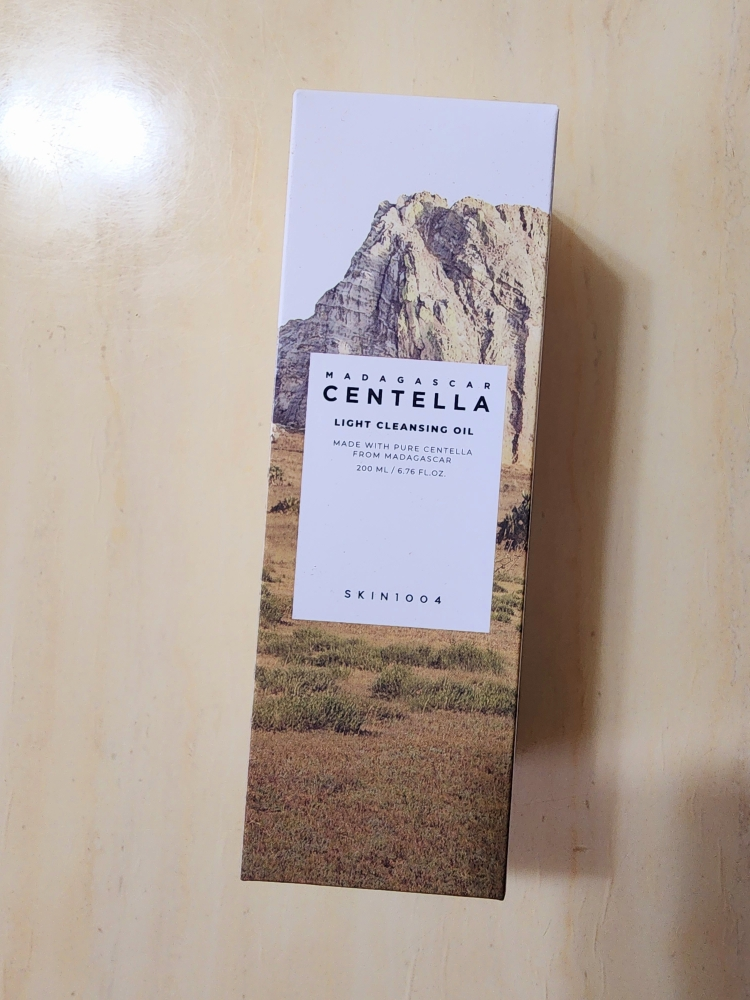 MADAGASCAR
CENTELLA
LIGHT CLEANSING OIL
MADE WITH PURE CENTELLA
FROM MADAGASCAR
200 ML / 6.76 FL.OZ.
SKIN1004